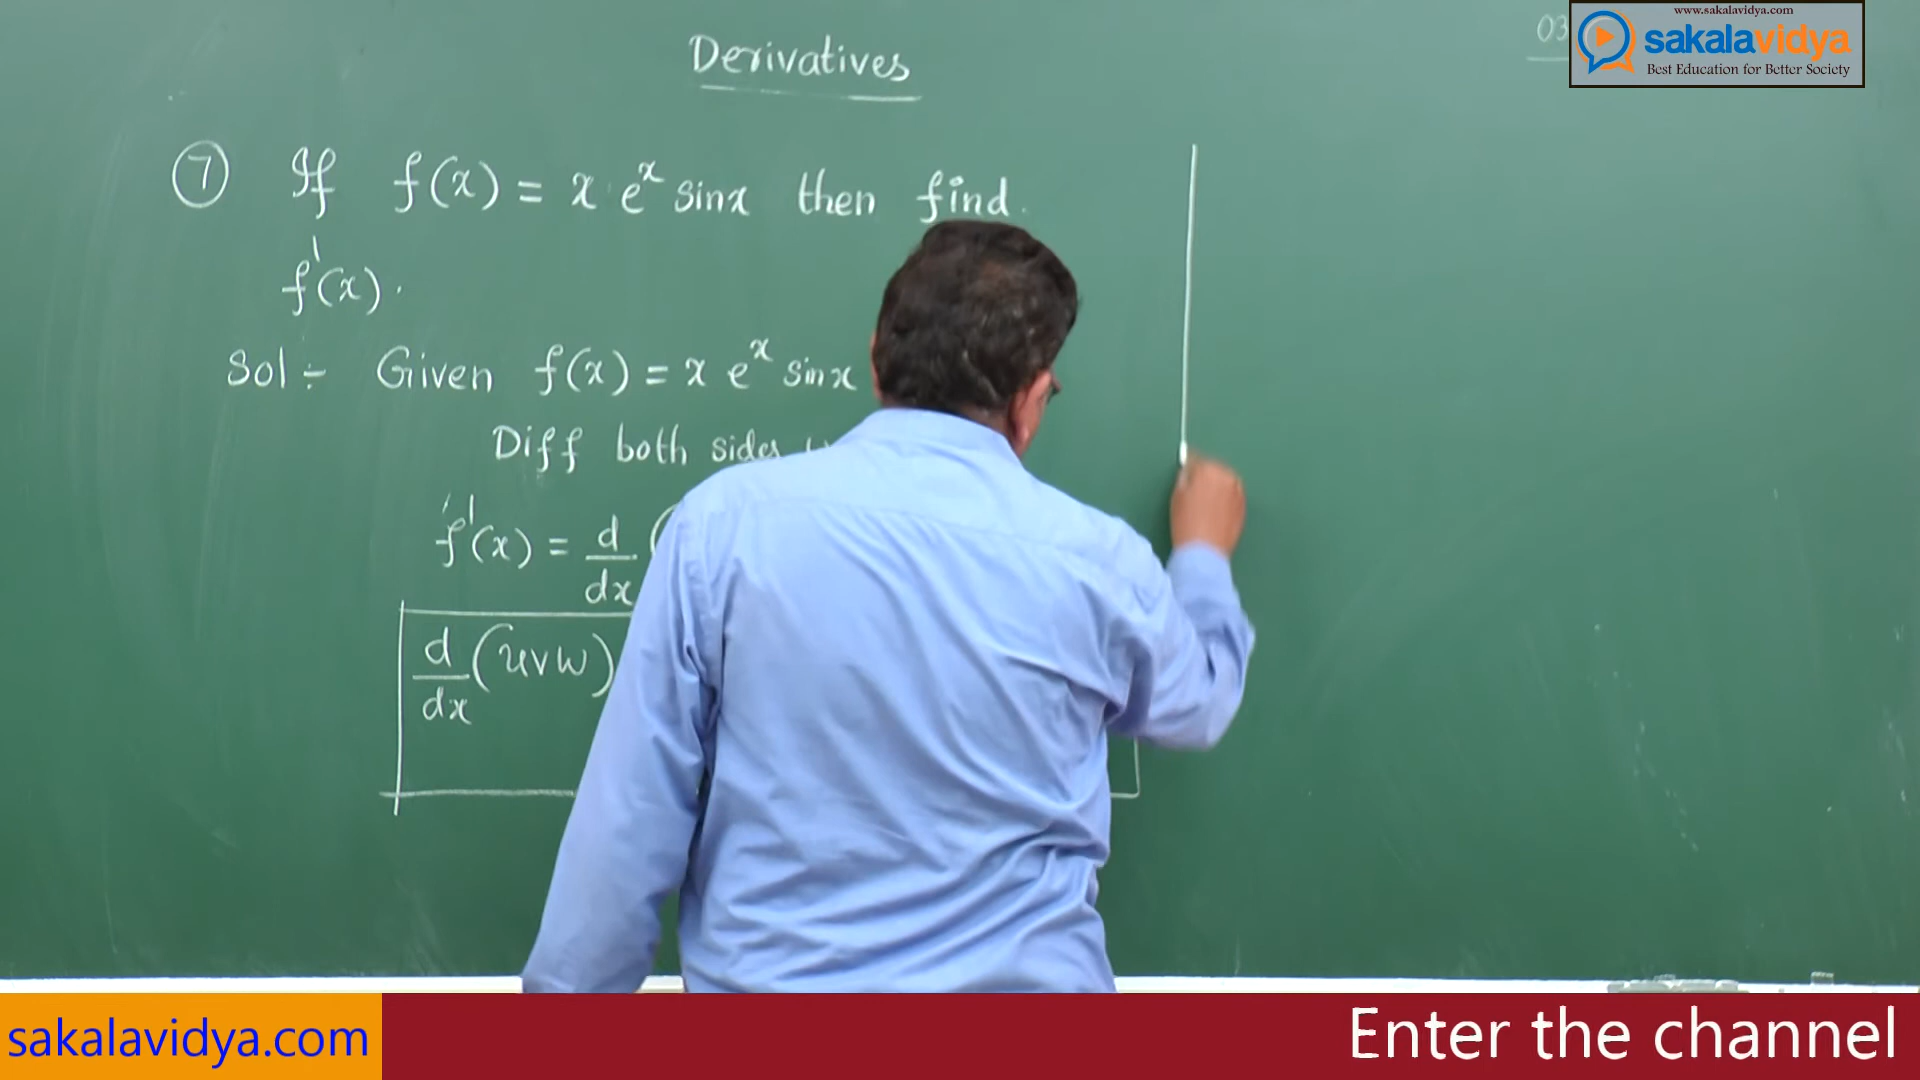 Derivatives
03
www.sakalavidya.com
sakalavidya
Best Education for Better Society
⑦ If f(x) = x e^x sinx then find
f'(x).
Sol ÷ Given f(x) = x e^x sinx
Diff both sides
f'(x) = d/dx (
d/dx (uvw)
sakalavidya.com
Enter the channel